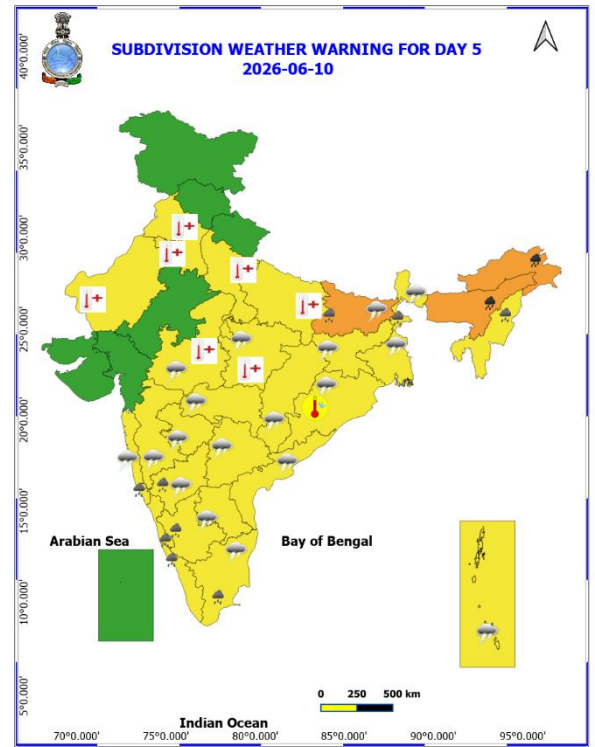 SUBDIVISION WEATHER WARNING FOR DAY 5
2026-06-10
40°0.000'
35°0.000'
30°0.000'
25°0.000'
20°0.000'
15°0.000'
10°0.000'
5°0.000'
Arabian Sea
Bay of Bengal
0 250 500 km
Indian Ocean
70°0.000' 75°0.000' 80°0.000' 85°0.000' 90°0.000' 95°0.000'